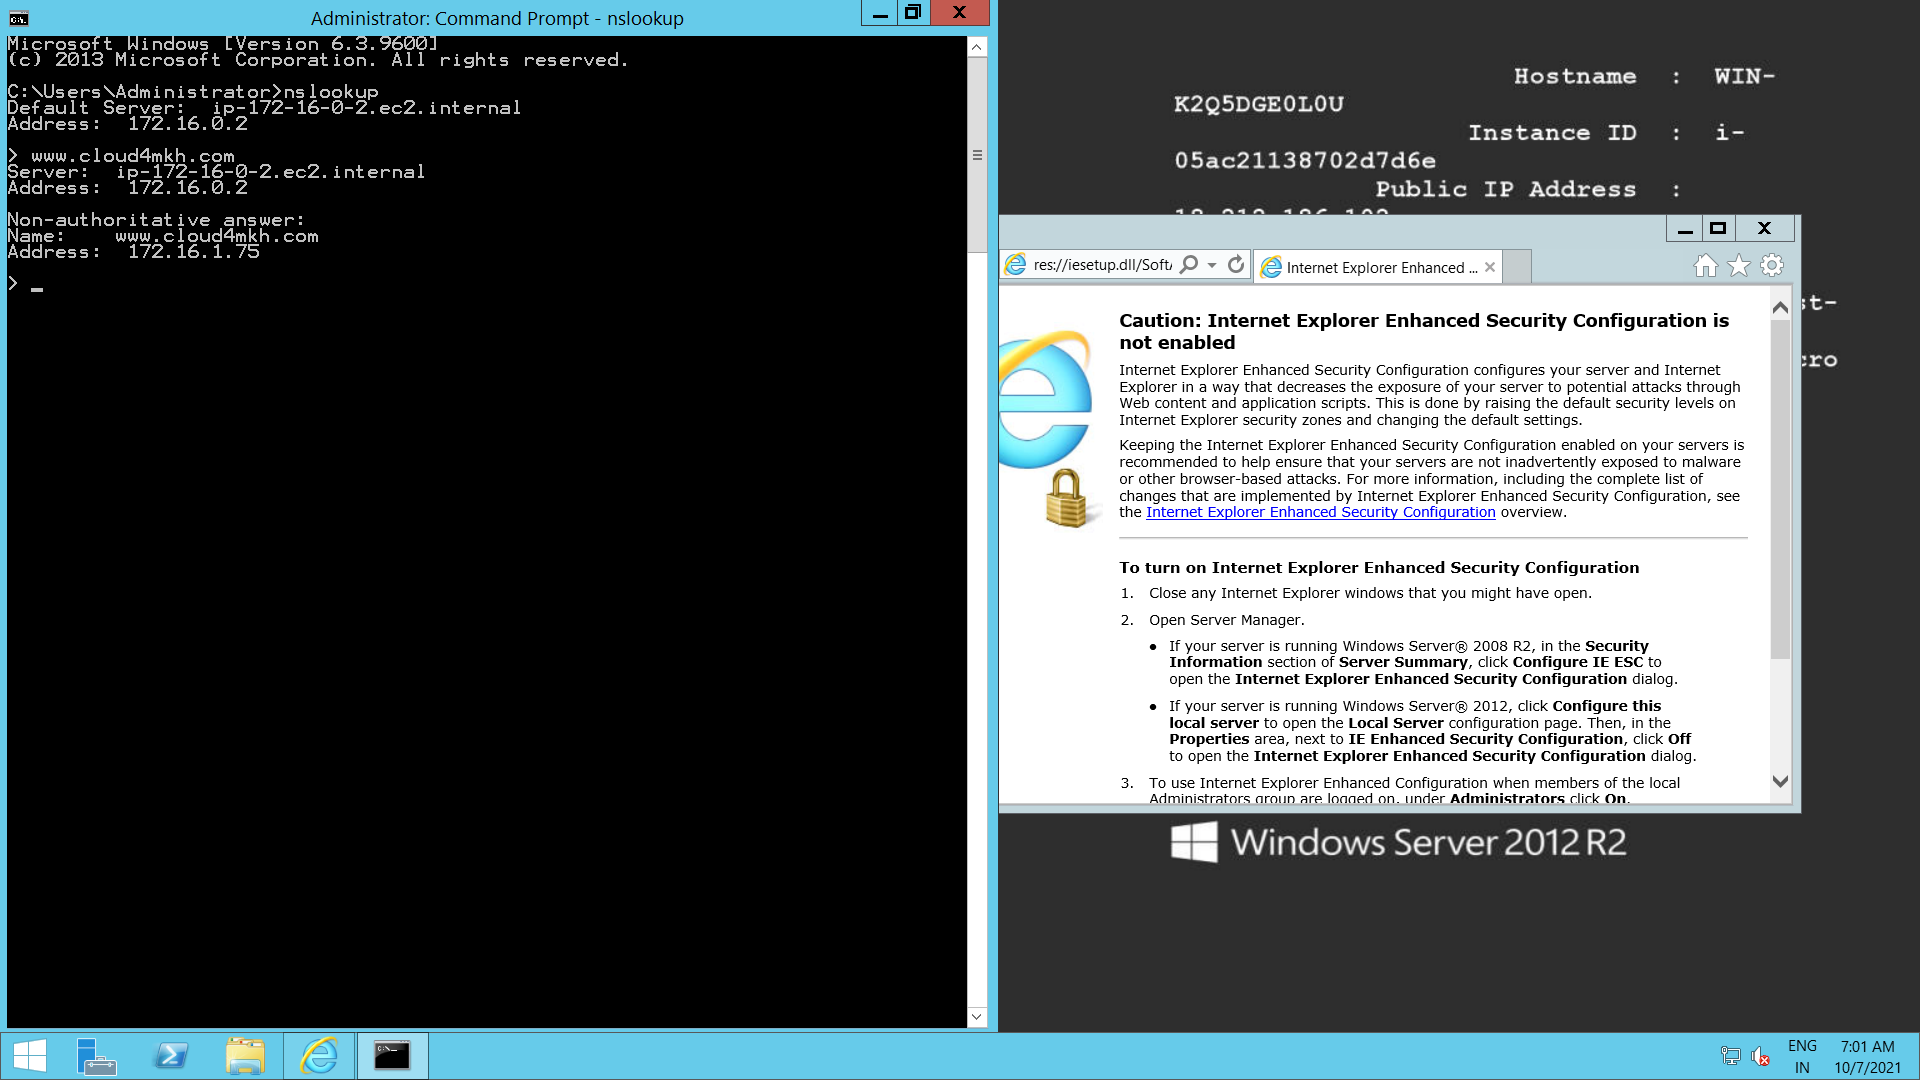 Administrator: Command Prompt - nslookup
Microsoft Windows [Version 6.3.9600]
(c) 2013 Microsoft Corporation. All rights reserved.
C:\Users\Administrator>nslookup
Default Server:  ip-172-16-0-2.ec2.internal
Address:  172.16.0.2
> www.cloud4mkh.com
Server:  ip-172-16-0-2.ec2.internal
Address:  172.16.0.2
Non-authoritative answer:
Name:    www.cloud4mkh.com
Address:  172.16.1.75
>
Hostname : WIN-
K2Q5DGE0L0U
Instance ID : i-
05ac21138702d7d6e
Public IP Address :
st-
cro
res://iesetup.dll/Soft
Internet Explorer Enhanced ...
Caution: Internet Explorer Enhanced Security Configuration is
not enabled
Internet Explorer Enhanced Security Configuration configures your server and Internet
Explorer in a way that decreases the exposure of your server to potential attacks through
Web content and application scripts. This is done by raising the default security levels on
Internet Explorer security zones and changing the default settings.
Keeping the Internet Explorer Enhanced Security Configuration enabled on your servers is
recommended to help ensure that your servers are not inadvertently exposed to malware
or other browser-based attacks. For more information, including the complete list of
changes that are implemented by Internet Explorer Enhanced Security Configuration, see
the Internet Explorer Enhanced Security Configuration overview.
To turn on Internet Explorer Enhanced Security Configuration
1. Close any Internet Explorer windows that you might have open.
2. Open Server Manager.
● If your server is running Windows Server® 2008 R2, in the Security
Information section of Server Summary, click Configure IE ESC to
open the Internet Explorer Enhanced Security Configuration dialog.
● If your server is running Windows Server® 2012, click Configure this
local server to open the Local Server configuration page. Then, in the
Properties area, next to IE Enhanced Security Configuration, click Off
to open the Internet Explorer Enhanced Security Configuration dialog.
3. To use Internet Explorer Enhanced Configuration when members of the local
Administrators group are logged on, under Administrators click On.
Windows Server 2012 R2
ENG
IN
7:01 AM
10/7/2021